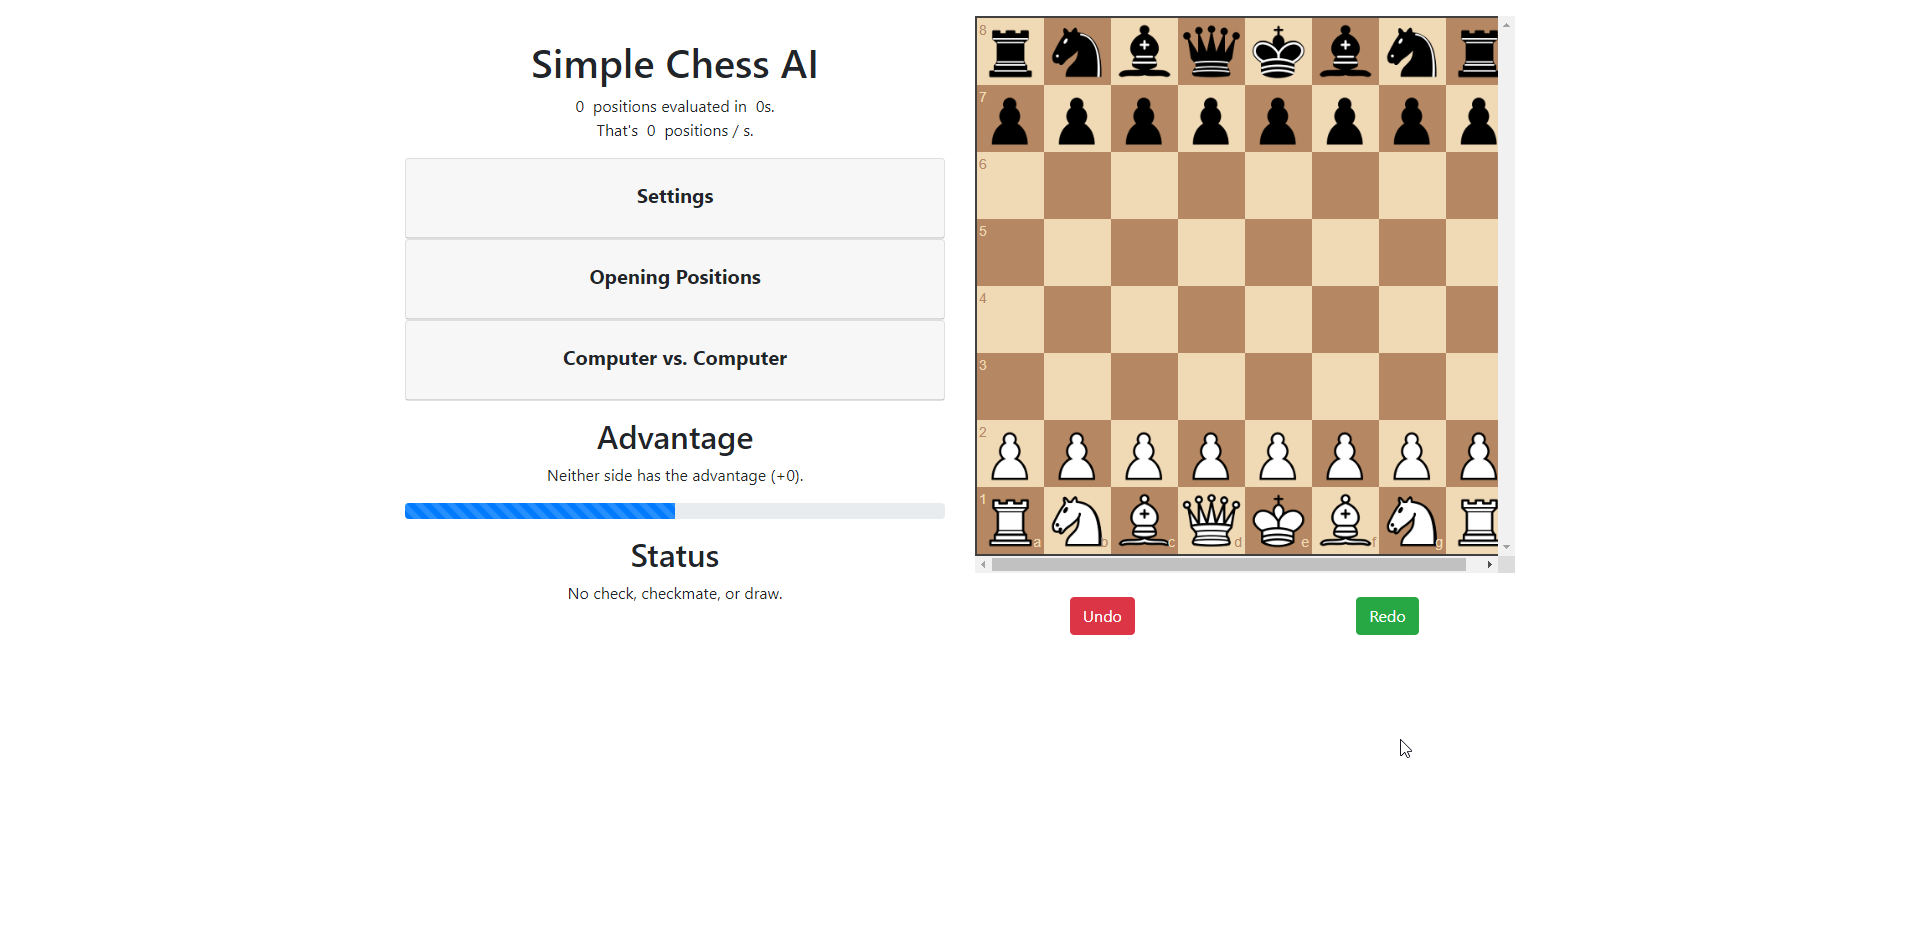 Simple Chess AI
0 positions evaluated in 0s.
That's 0 positions / s.
Settings
Opening Positions
Computer vs. Computer
Advantage
Neither side has the advantage (+0).
Status
No check, checkmate, or draw.
8
7
6
5
4
3
2
1
a b c d e f g
Undo
Redo